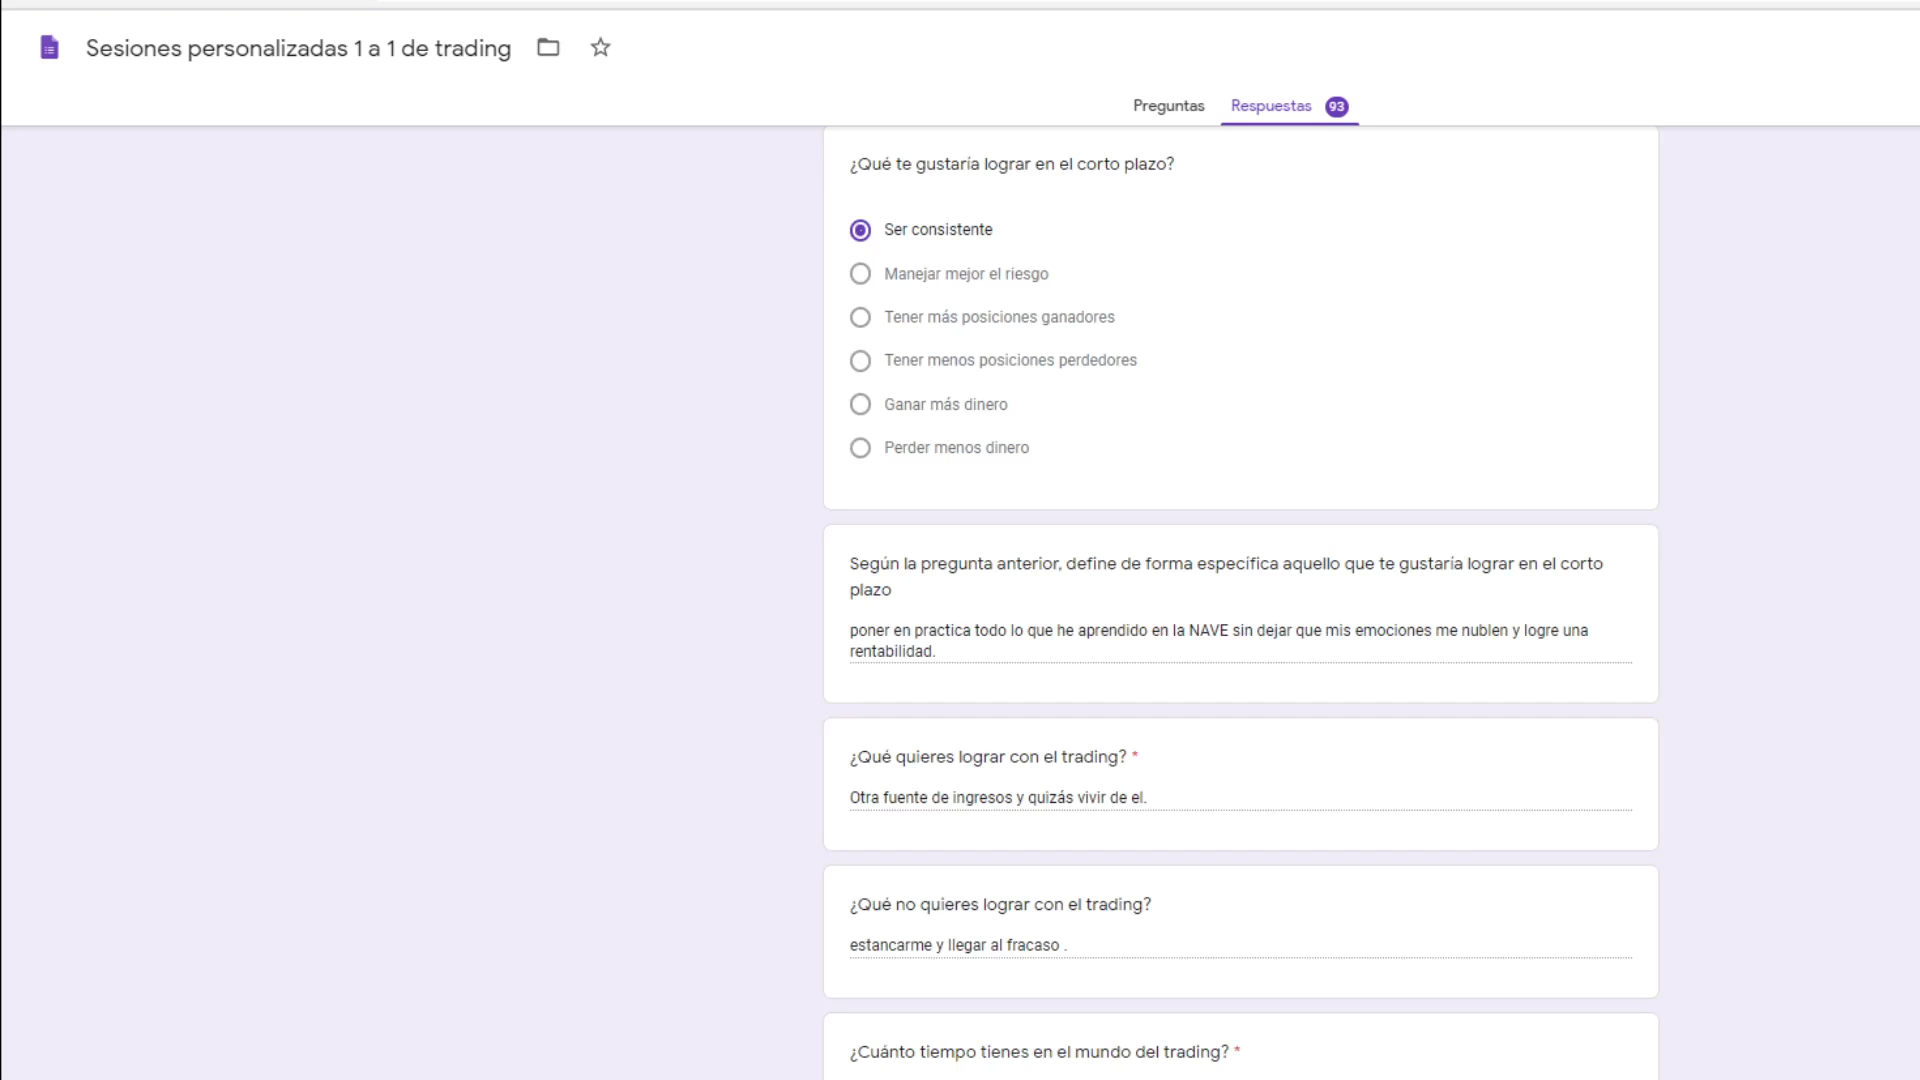 Sesiones personalizadas 1 a 1 de trading
Preguntas
Respuestas 93
¿Qué te gustaría lograr en el corto plazo?
Ser consistente
Manejar mejor el riesgo
Tener más posiciones ganadores
Tener menos posiciones perdedores
Ganar más dinero
Perder menos dinero
Según la pregunta anterior, define de forma específica aquello que te gustaría lograr en el corto
plazo
poner en practica todo lo que he aprendido en la NAVE sin dejar que mis emociones me nublen y logre una
rentabilidad.
¿Qué quieres lograr con el trading? *
Otra fuente de ingresos y quizás vivir de el.
¿Qué no quieres lograr con el trading?
estancarme y llegar al fracaso .
¿Cuánto tiempo tienes en el mundo del trading? *